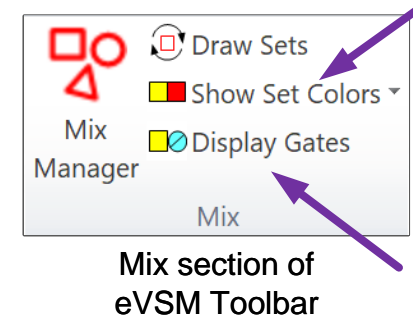 Draw Sets
Show Set Colors
Display Gates
Mix
Manager
Mix
Mix section of
eVSM Toolbar